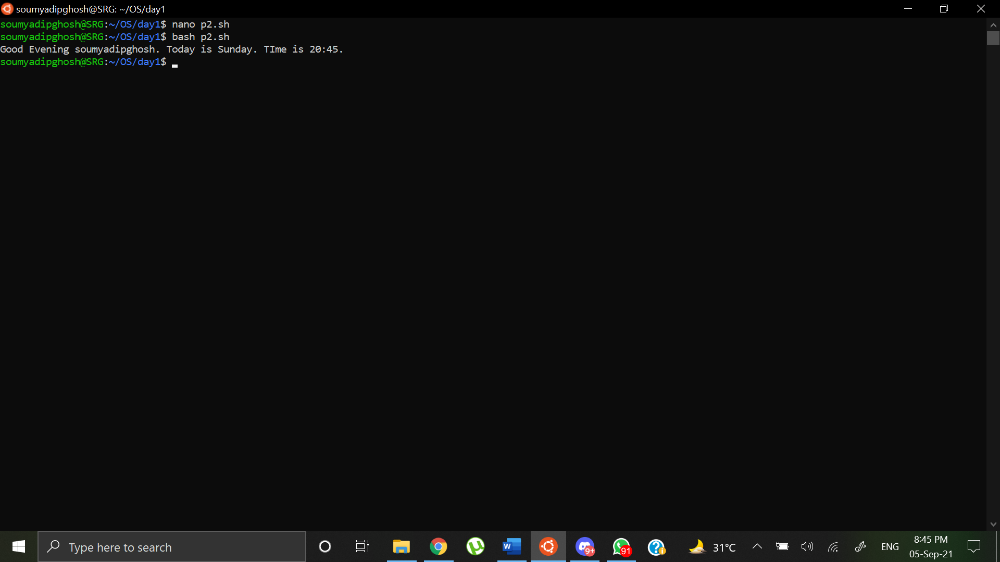 soumyadipghosh@SRG: ~/OS/day1
soumyadipghosh@SRG:~/OS/day1$ nano p2.sh
soumyadipghosh@SRG:~/OS/day1$ bash p2.sh
Good Evening soumyadipghosh. Today is Sunday. TIme is 20:45.
soumyadipghosh@SRG:~/OS/day1$
Type here to search
W
9+
91
31°C
ENG
8:45 PM
05-Sep-21